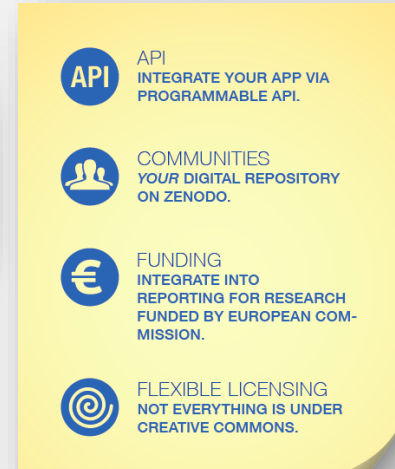 API
API
INTEGRATE YOUR APP VIA
PROGRAMMABLE API.
COMMUNITIES
YOUR DIGITAL REPOSITORY
ON ZENODO.
€
FUNDING
INTEGRATE INTO
REPORTING FOR RESEARCH
FUNDED BY EUROPEAN COM-
MISSION.
FLEXIBLE LICENSING
NOT EVERYTHING IS UNDER
CREATIVE COMMONS.